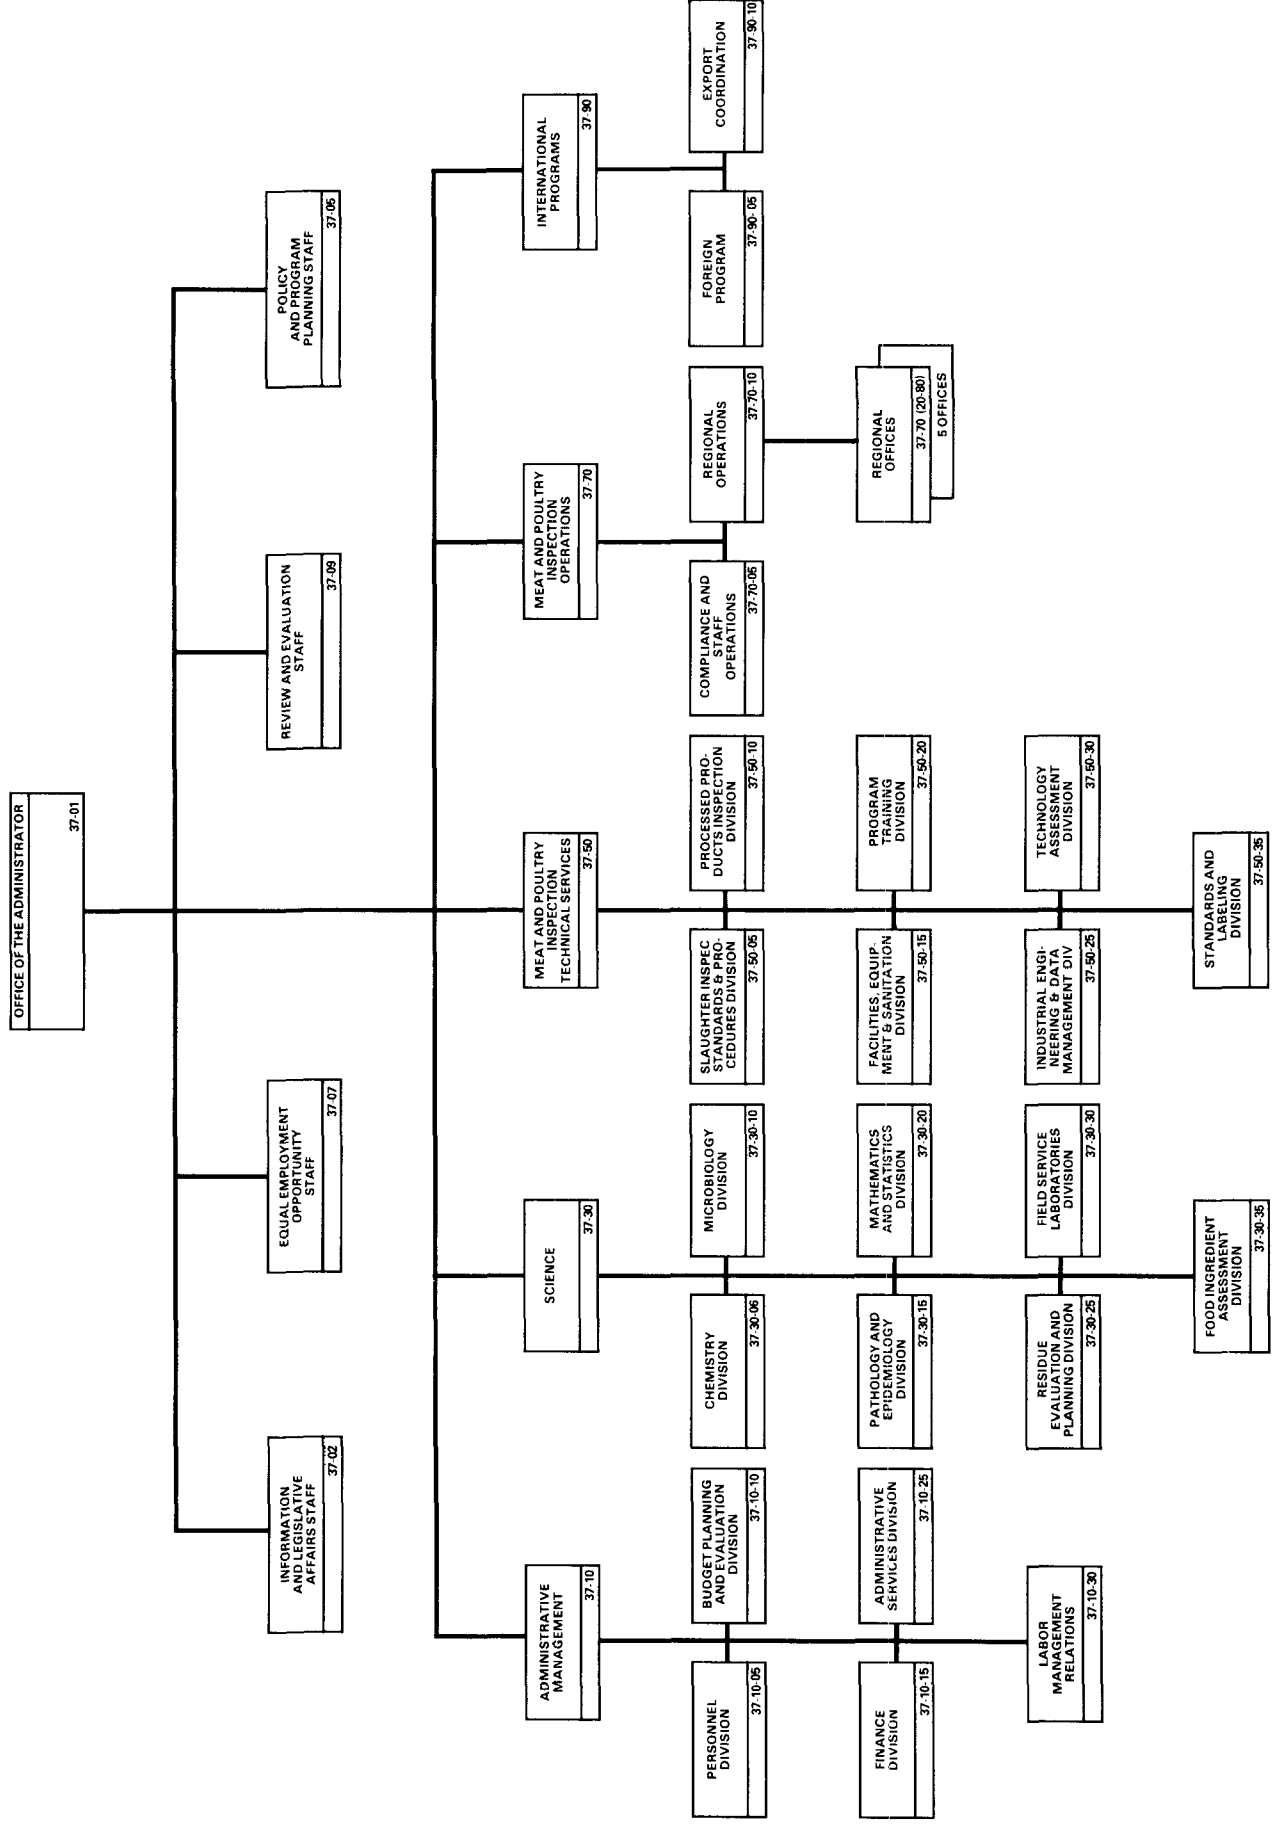 OFFICE OF THE ADMINISTRATOR
37-01
INFORMATION
AND LEGISLATIVE
AFFAIRS STAFF
37-02
EQUAL EMPLOYMENT
OPPORTUNITY
STAFF
37-07
REVIEW AND EVALUATION
STAFF
37-09
POLICY
AND PROGRAM
PLANNING STAFF
37-05
ADMINISTRATIVE
MANAGEMENT
37-10
SCIENCE
37-30
MEAT AND POULTRY
INSPECTION
TECHNICAL SERVICES
37-50
MEAT AND POULTRY
INSPECTION
OPERATIONS
37-70
INTERNATIONAL
PROGRAMS
37-90
PERSONNEL
DIVISION
37-10-05
BUDGET PLANNING
AND EVALUATION
DIVISION
37-10-10
CHEMISTRY
DIVISION
37-30-06
MICROBIOLOGY
DIVISION
37-30-10
SLAUGHTER INSPEC
STANDARDS & PRO-
CEDURES DIVISION
37-50-05
PROCESSED PRO-
DUCTS INSPECTION
DIVISION
37-50-10
COMPLIANCE AND
STAFF
OPERATIONS
37-70-05
REGIONAL
OPERATIONS
37-70-10
FOREIGN
PROGRAM
37-90-05
EXPORT
COORDINATION
37-90-10
FINANCE
DIVISION
37-10-15
ADMINISTRATIVE
SERVICES DIVISION
37-10-25
PATHOLOGY AND
EPIDEMIOLOGY
DIVISION
37-30-15
MATHEMATICS
AND STATISTICS
DIVISION
37-30-20
FACILITIES, EQUIP-
MENT & SANITATION
DIVISION
37-50-15
PROGRAM
TRAINING
DIVISION
37-50-20
REGIONAL
OFFICES
37-70 (20-80)
5 OFFICES
LABOR
MANAGEMENT
RELATIONS
37-10-30
RESIDUE
EVALUATION AND
PLANNING DIVISION
37-30-25
FIELD SERVICE
LABORATORIES
DIVISION
37-30-30
INDUSTRIAL ENGI-
NEERING & DATA
MANAGEMENT DIV
37-50-25
TECHNOLOGY
ASSESSMENT
DIVISION
37-50-30
FOOD INGREDIENT
ASSESSMENT
DIVISION
37-30-35
STANDARDS AND
LABELING
DIVISION
37-50-35